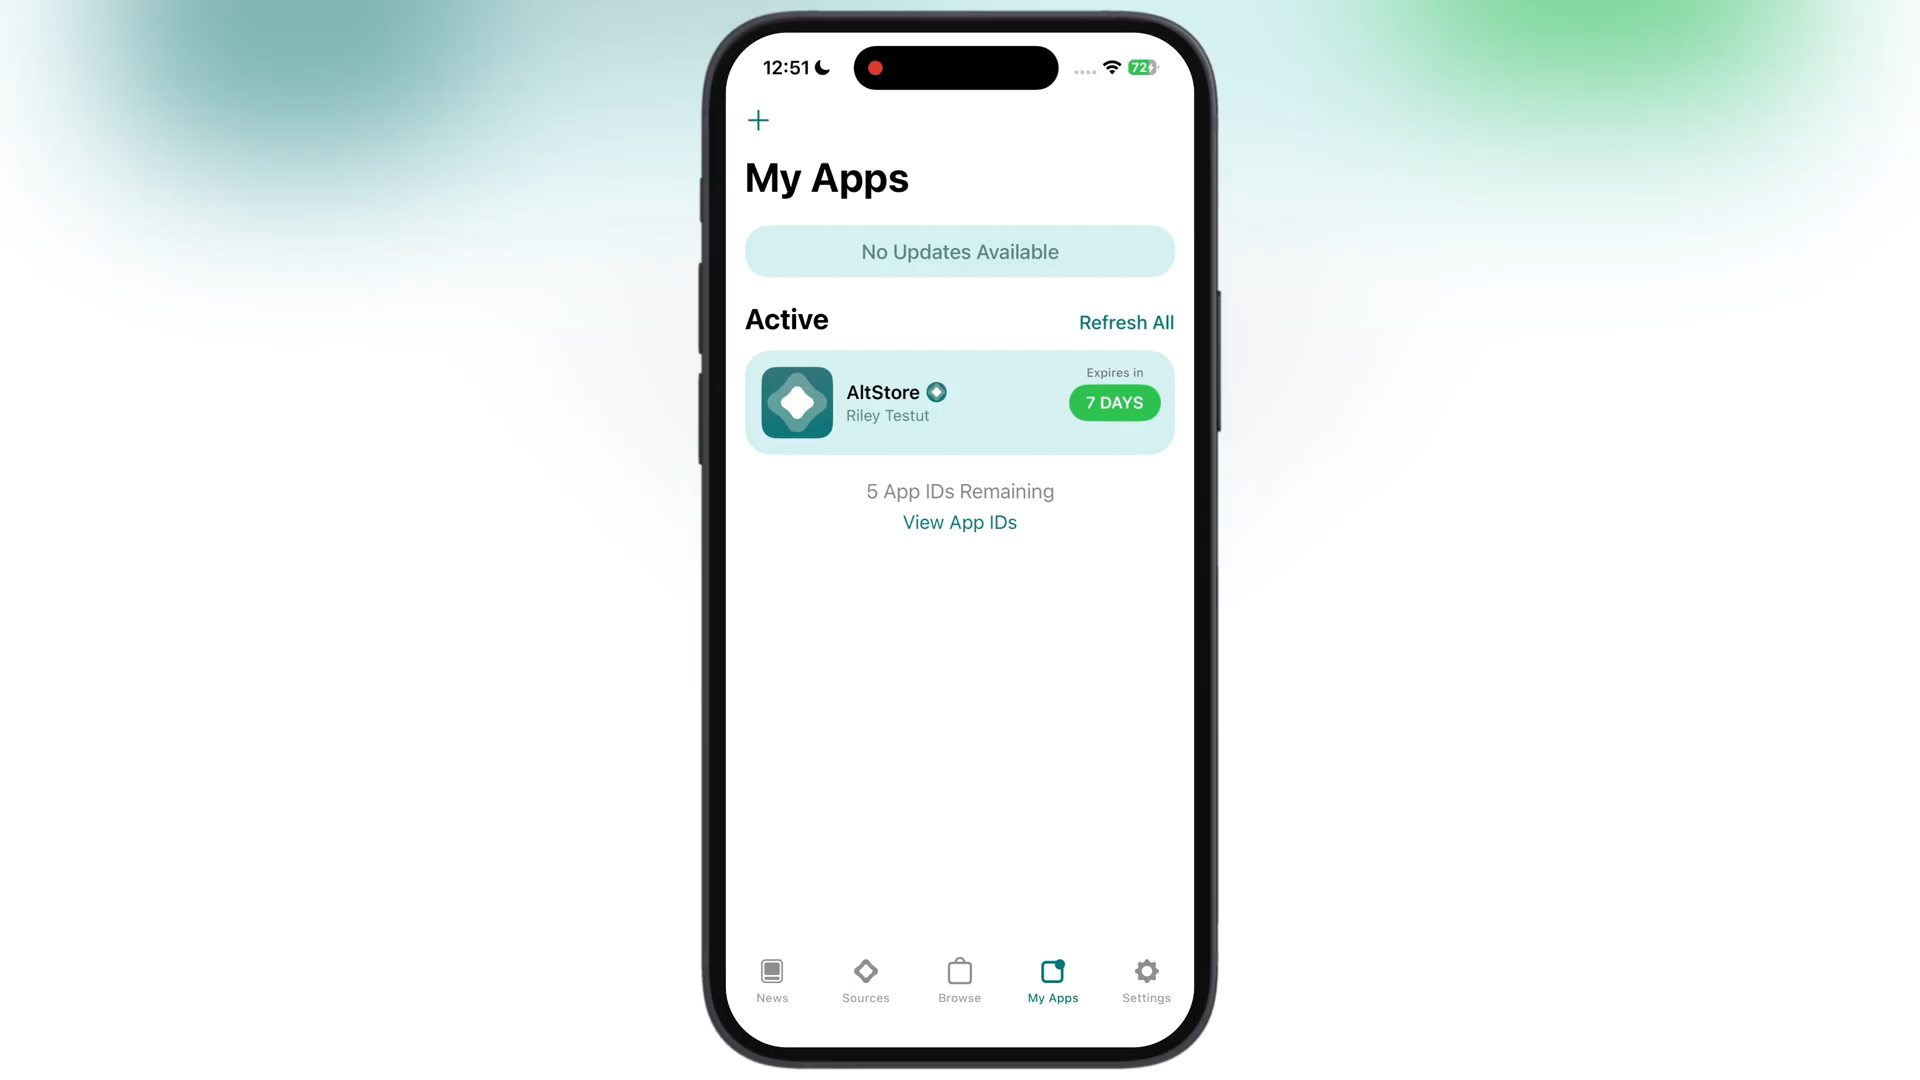 12:51
72
My Apps
No Updates Available
Active
Refresh All
AltStore
Riley Testut
Expires in
7 DAYS
5 App IDs Remaining
View App IDs
News
Sources
Browse
My Apps
Settings